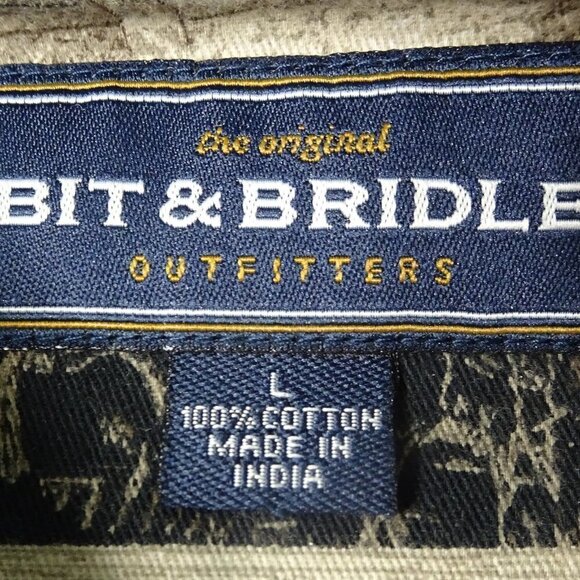 the original
BIT & BRIDLE
OUTFITTERS
L
100% COTTON
MADE IN
INDIA